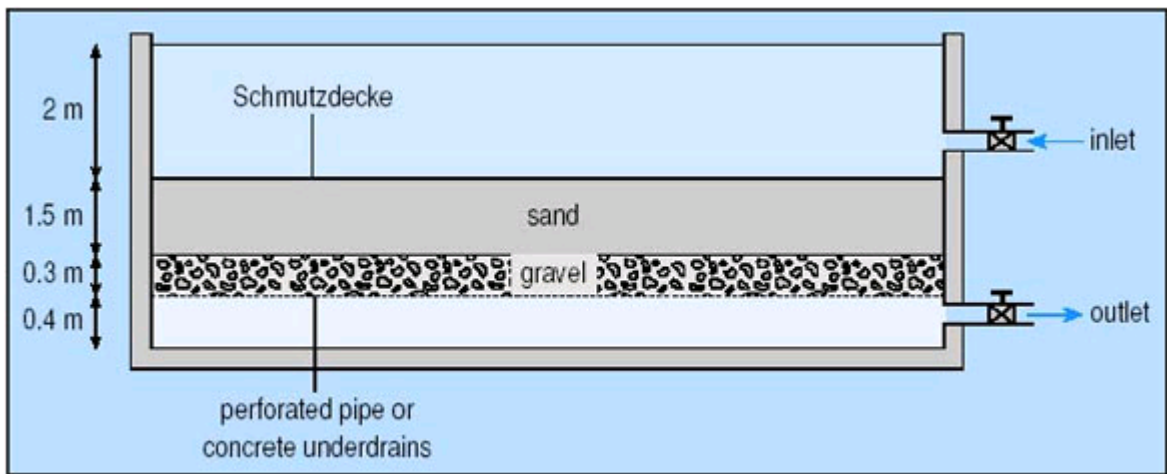 Schmutzdecke
2 m
inlet
1.5 m
sand
0.3 m
gravel
0.4 m
outlet
perforated pipe or
concrete underdrains